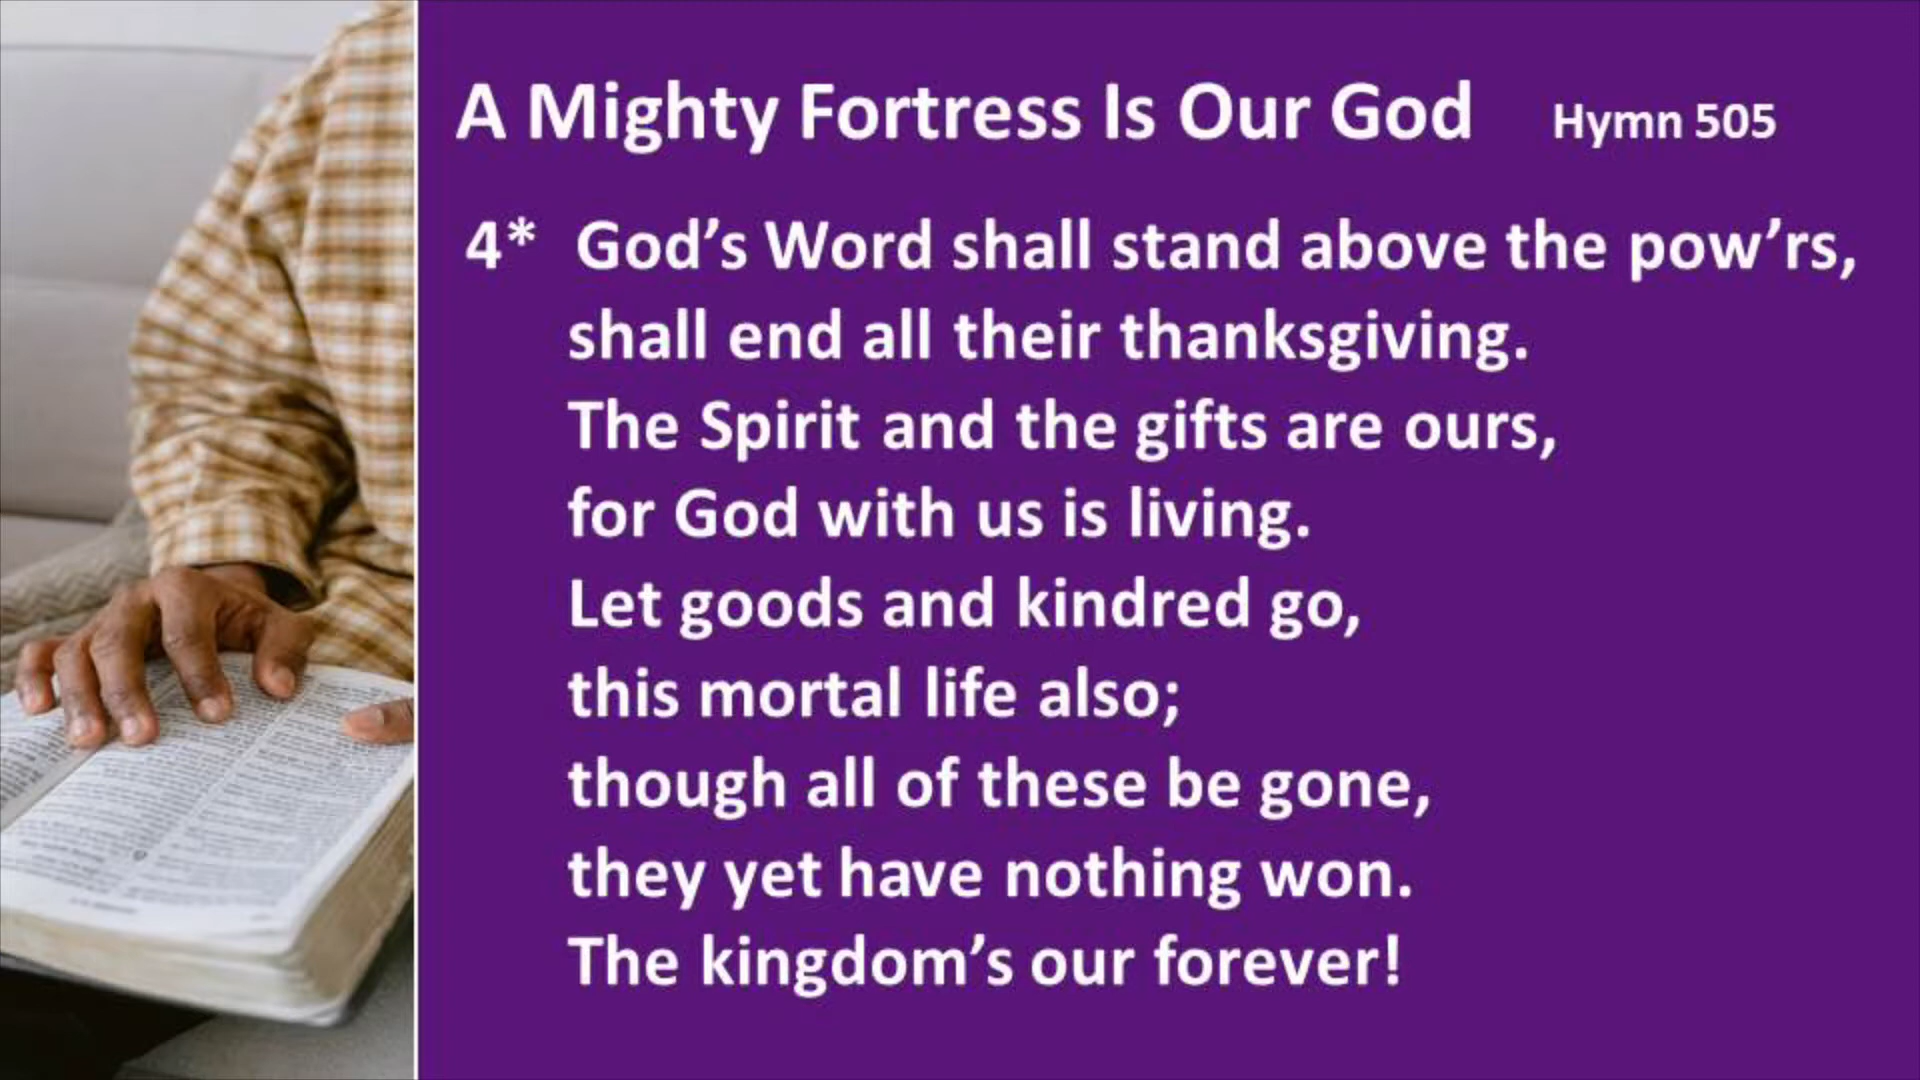 A Mighty Fortress Is Our God Hymn 505
4* God’s Word shall stand above the pow’rs,
shall end all their thanksgiving.
The Spirit and the gifts are ours,
for God with us is living.
Let goods and kindred go,
this mortal life also;
though all of these be gone,
they yet have nothing won.
The kingdom’s our forever!